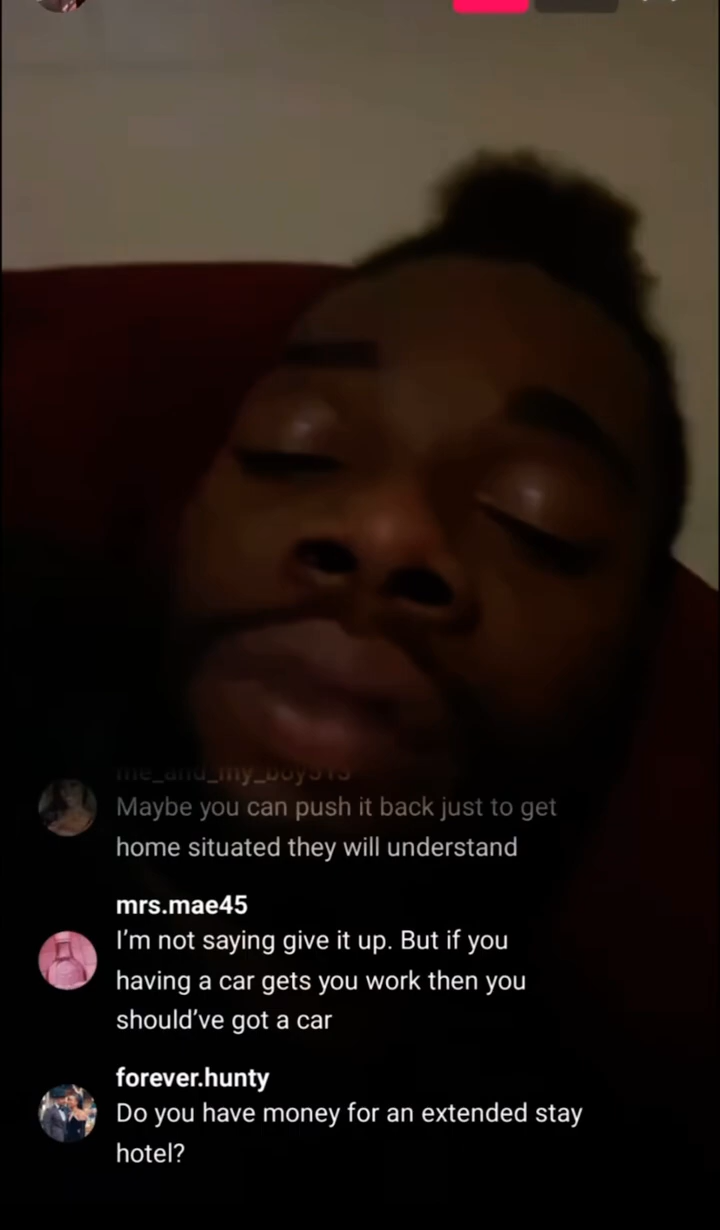 me_and_my_boys13
Maybe you can push it back just to get
home situated they will understand
mrs.mae45
I’m not saying give it up. But if you
having a car gets you work then you
should’ve got a car
forever.hunty
Do you have money for an extended stay
hotel?